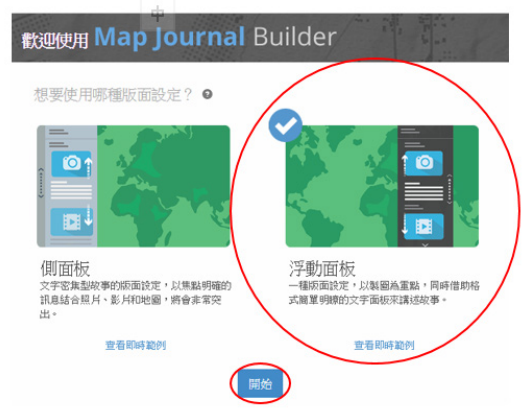 中
歡迎使用 Map Journal Builder
想要使用哪種版面設定？
側面板
文字密集型故事的版面設定，以焦點明確的
訊息結合照片、影片和地圖，將會非常突
出。
查看即時範例
浮動面板
一種版面設定，以製圖為重點，同時借助格
式簡單明瞭的文字面板來講述故事。
查看即時範例
開始